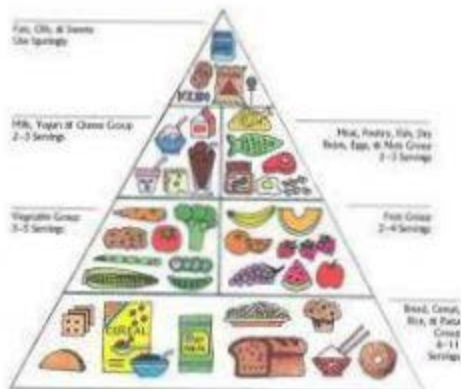 Fats, Oils, & Sweets
Use Sparingly
Milk, Yogurt & Cheese Group
2-3 Servings
Meat, Poultry, Fish, Dry
Beans, Eggs, & Nuts Group
2-3 Servings
Vegetable Group
3-5 Servings
Fruit Group
2-4 Servings
Bread, Cereal,
Rice, & Pasta
Group
6-11
Servings
CEREAL